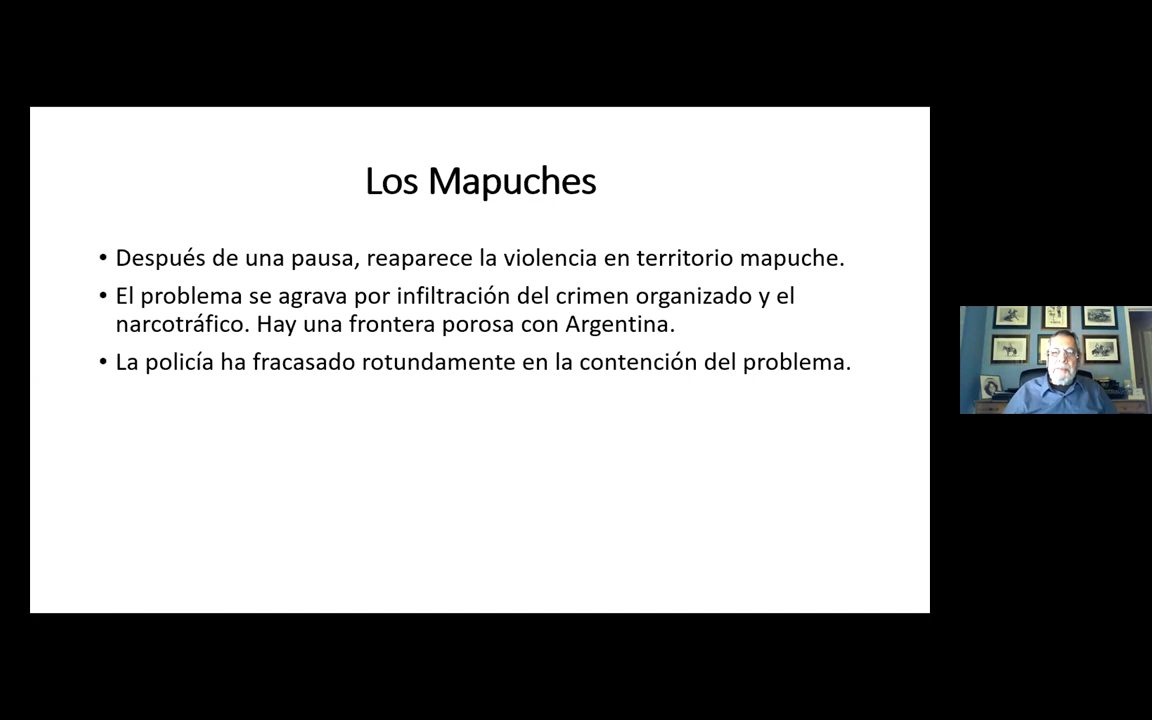 Los Mapuches
• Después de una pausa, reaparece la violencia en territorio mapuche.
• El problema se agrava por infiltración del crimen organizado y el
narcotráfico. Hay una frontera porosa con Argentina.
• La policía ha fracasado rotundamente en la contención del problema.